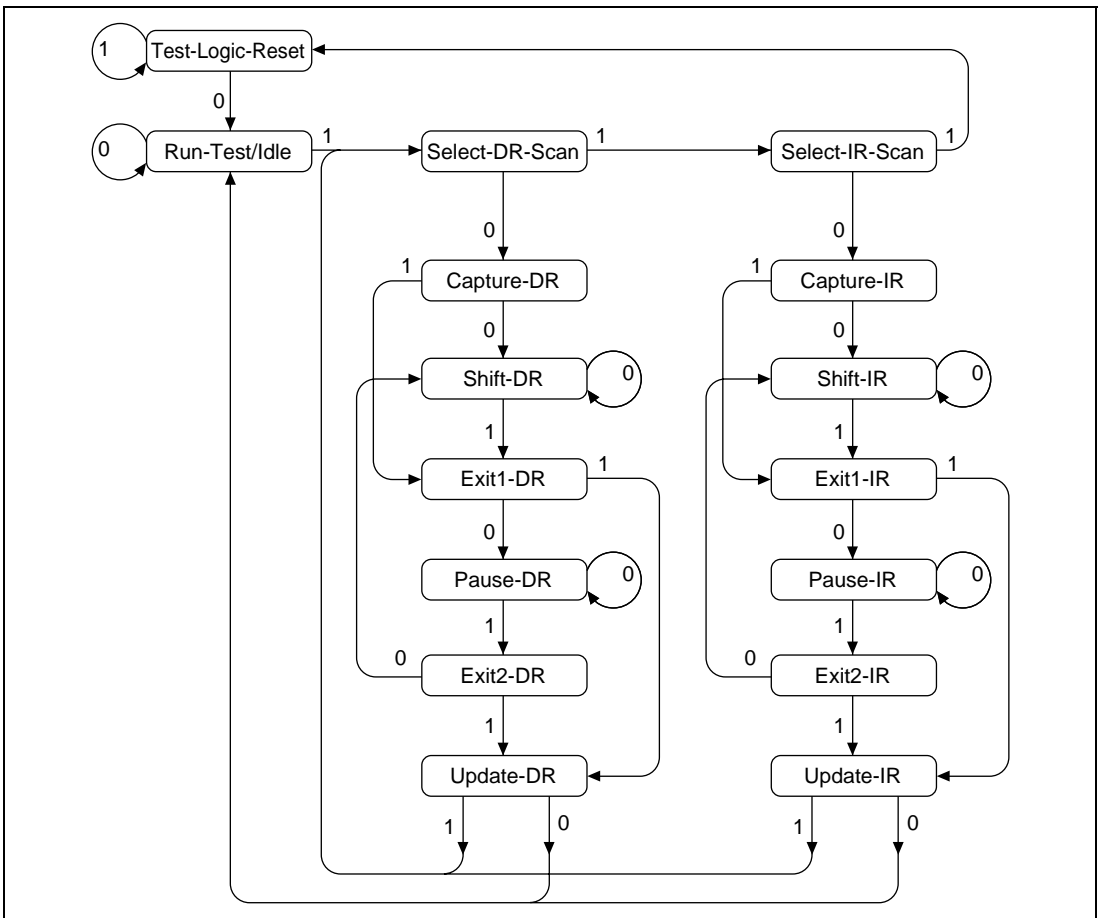 1 Test-Logic-Reset
0
0 Run-Test/Idle 1 Select-DR-Scan 1 Select-IR-Scan 1
0 0
1 Capture-DR 1 Capture-IR
0 0
Shift-DR 0 Shift-IR 0
1 1
Exit1-DR 1 Exit1-IR 1
0 0
Pause-DR 0 Pause-IR 0
1 1
0 Exit2-DR 0 Exit2-IR
1 1
Update-DR Update-IR
1 0 1 0